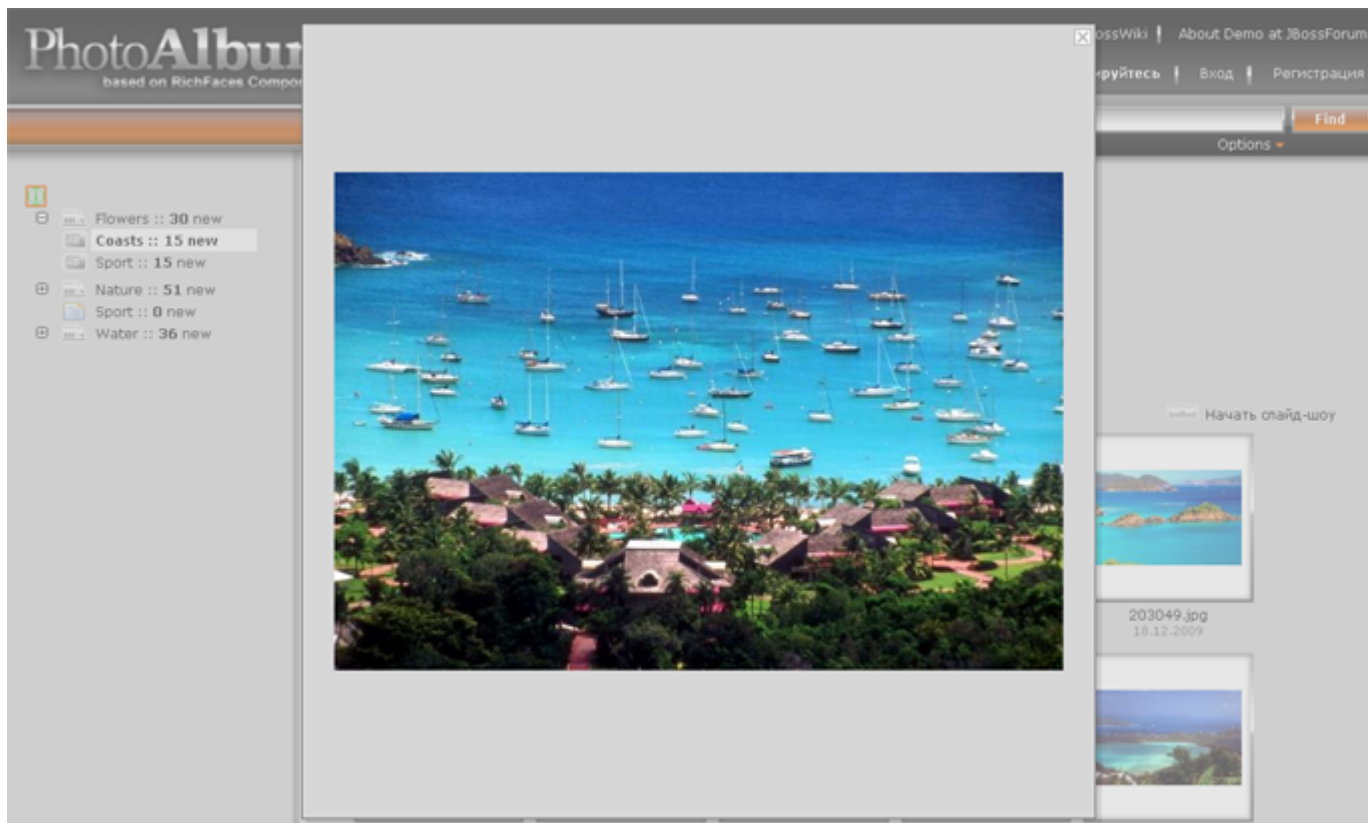 PhotoAlbu
based on RichFaces Compo
ossWiki
About Demo at JBossForum
ируйтесь
Вход
Регистрация
Find
Options
Flowers :: 30 new
Coasts :: 15 new
Sport :: 15 new
Nature :: 51 new
Sport :: 0 new
Water :: 36 new
Начать слайд-шоу
203049.jpg
18.12.2009